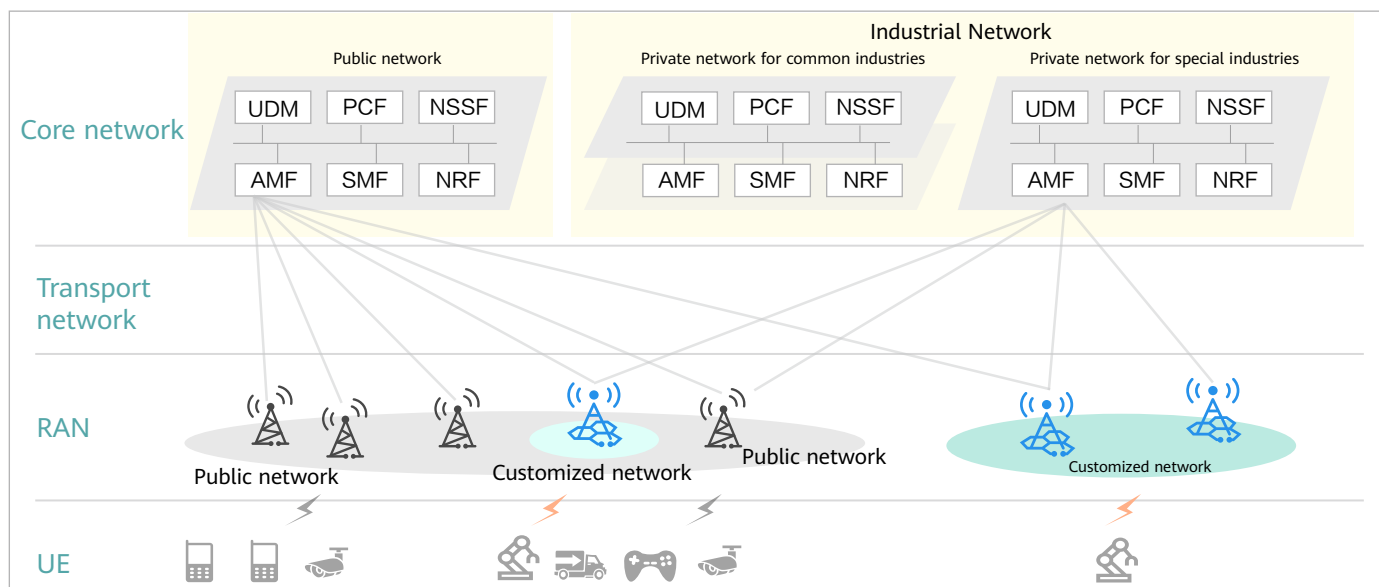 Industrial Network
Public network
Private network for common industries
Private network for special industries
Core network
UDM
PCF
NSSF
AMF
SMF
NRF
UDM
PCF
NSSF
AMF
SMF
NRF
UDM
PCF
NSSF
AMF
SMF
NRF
Transport
network
RAN
Public network
Customized network
Public network
Customized network
UE